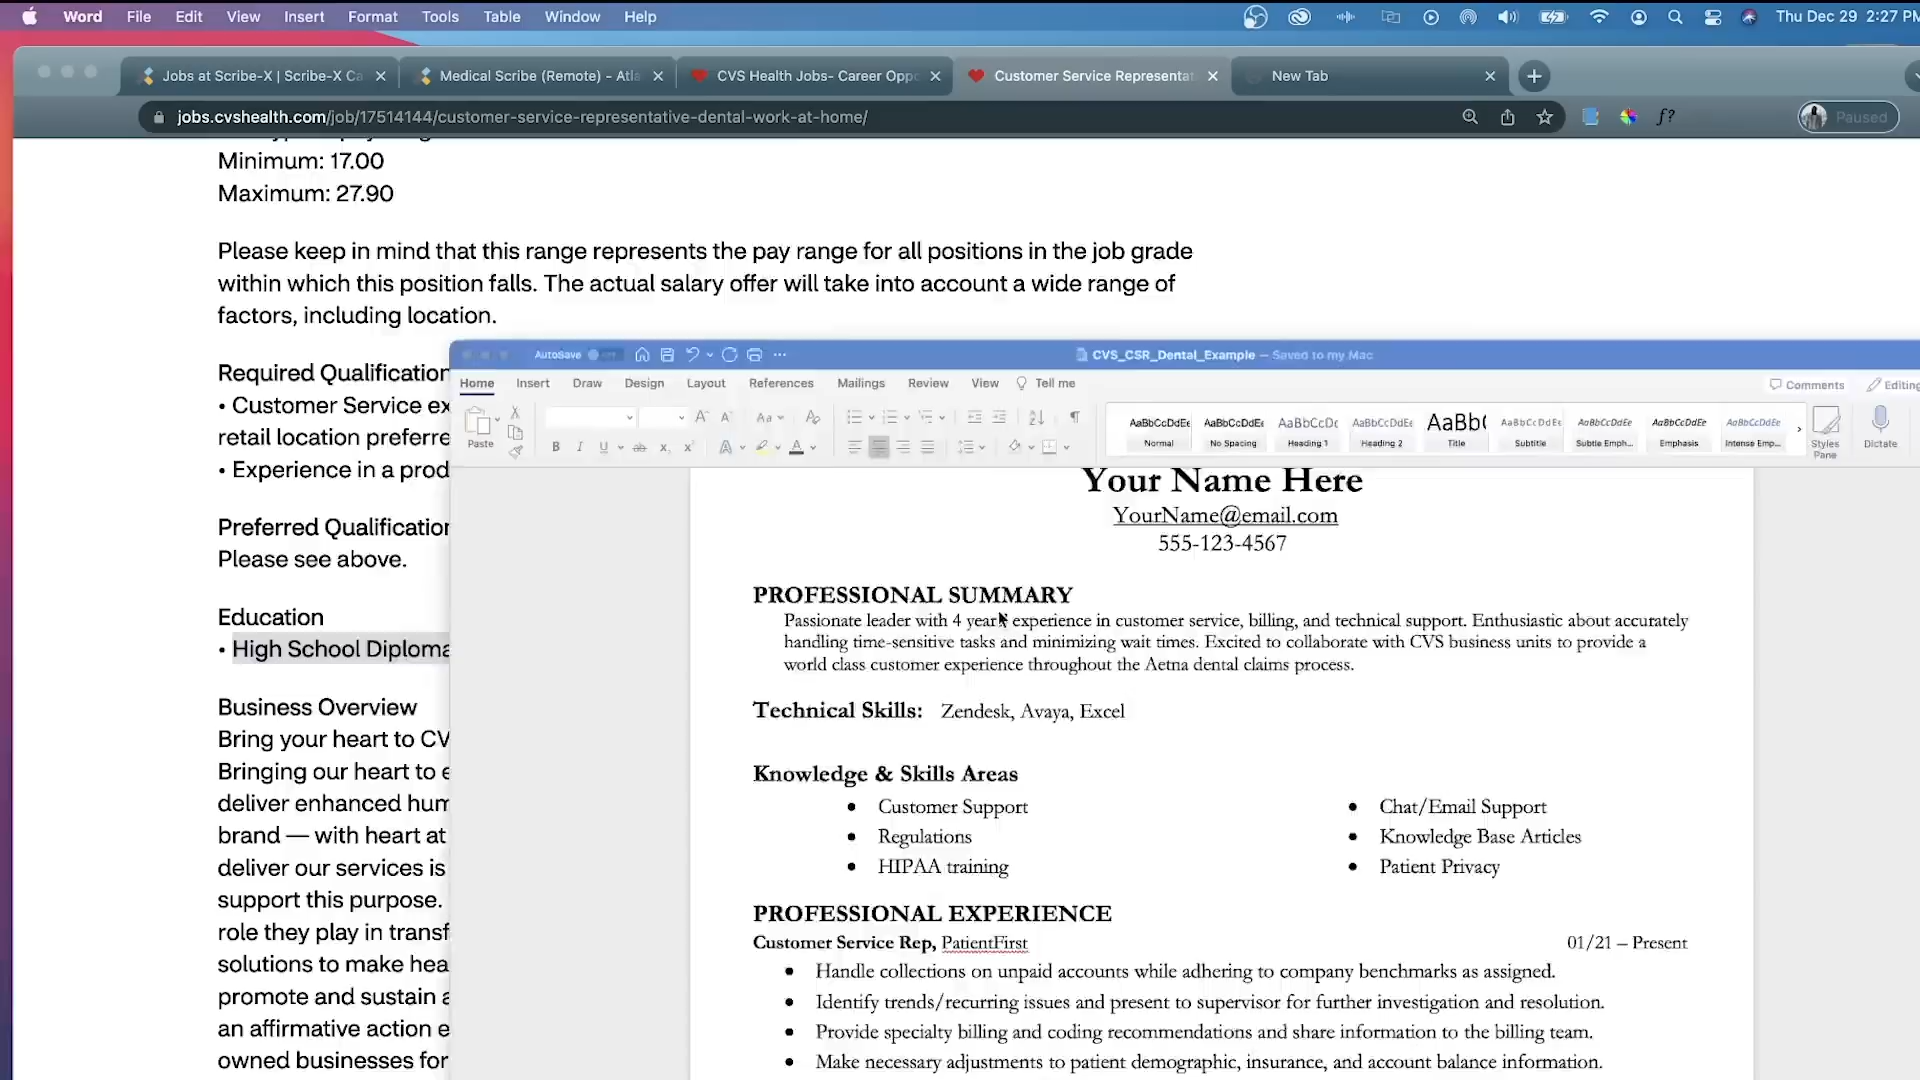 Word File Edit View Insert Format Tools Table Window Help Thu Dec 29 2:27 PM
Jobs at Scribe-X | Scribe-X Ca Medical Scribe (Remote) - Atla CVS Health Jobs- Career Oppo Customer Service Representat New Tab
jobs.cvshealth.com/job/17514144/customer-service-representative-dental-work-at-home/ f? Paused
Minimum: 17.00
Maximum: 27.90
Please keep in mind that this range represents the pay range for all positions in the job grade
within which this position falls. The actual salary offer will take into account a wide range of
factors, including location.
Required Qualification
• Customer Service ex
retail location preferre
• Experience in a prod
Preferred Qualification
Please see above.
Education
• High School Diploma
Business Overview
Bring your heart to CV
Bringing our heart to e
deliver enhanced hum
brand — with heart at
deliver our services is
support this purpose.
role they play in transf
solutions to make hea
promote and sustain a
an affirmative action e
owned businesses for
AutoSave CVS_CSR_Dental_Example — Saved to my Mac
Home Insert Draw Design Layout References Mailings Review View Tell me Comments Editing
Paste
AaBbCcDdEe AaBbCcDdEe AaBbCcDc AaBbCcDdEe AaBb( AaBbCcDdEe AaBbCcDdEe AaBbCcDdEe AaBbCcDdEe
Normal No Spacing Heading 1 Heading 2 Title Subtitle Subtle Emph... Emphasis Intense Emp... Styles Pane Dictate
Your Name Here
YourName@email.com
555-123-4567
PROFESSIONAL SUMMARY
Passionate leader with 4 years experience in customer service, billing, and technical support. Enthusiastic about accurately
handling time-sensitive tasks and minimizing wait times. Excited to collaborate with CVS business units to provide a
world class customer experience throughout the Aetna dental claims process.
Technical Skills: Zendesk, Avaya, Excel
Knowledge & Skills Areas
• Customer Support • Chat/Email Support
• Regulations • Knowledge Base Articles
• HIPAA training • Patient Privacy
PROFESSIONAL EXPERIENCE
Customer Service Rep, PatientFirst 01/21 – Present
• Handle collections on unpaid accounts while adhering to company benchmarks as assigned.
• Identify trends/recurring issues and present to supervisor for further investigation and resolution.
• Provide specialty billing and coding recommendations and share information to the billing team.
• Make necessary adjustments to patient demographic, insurance, and account balance information.